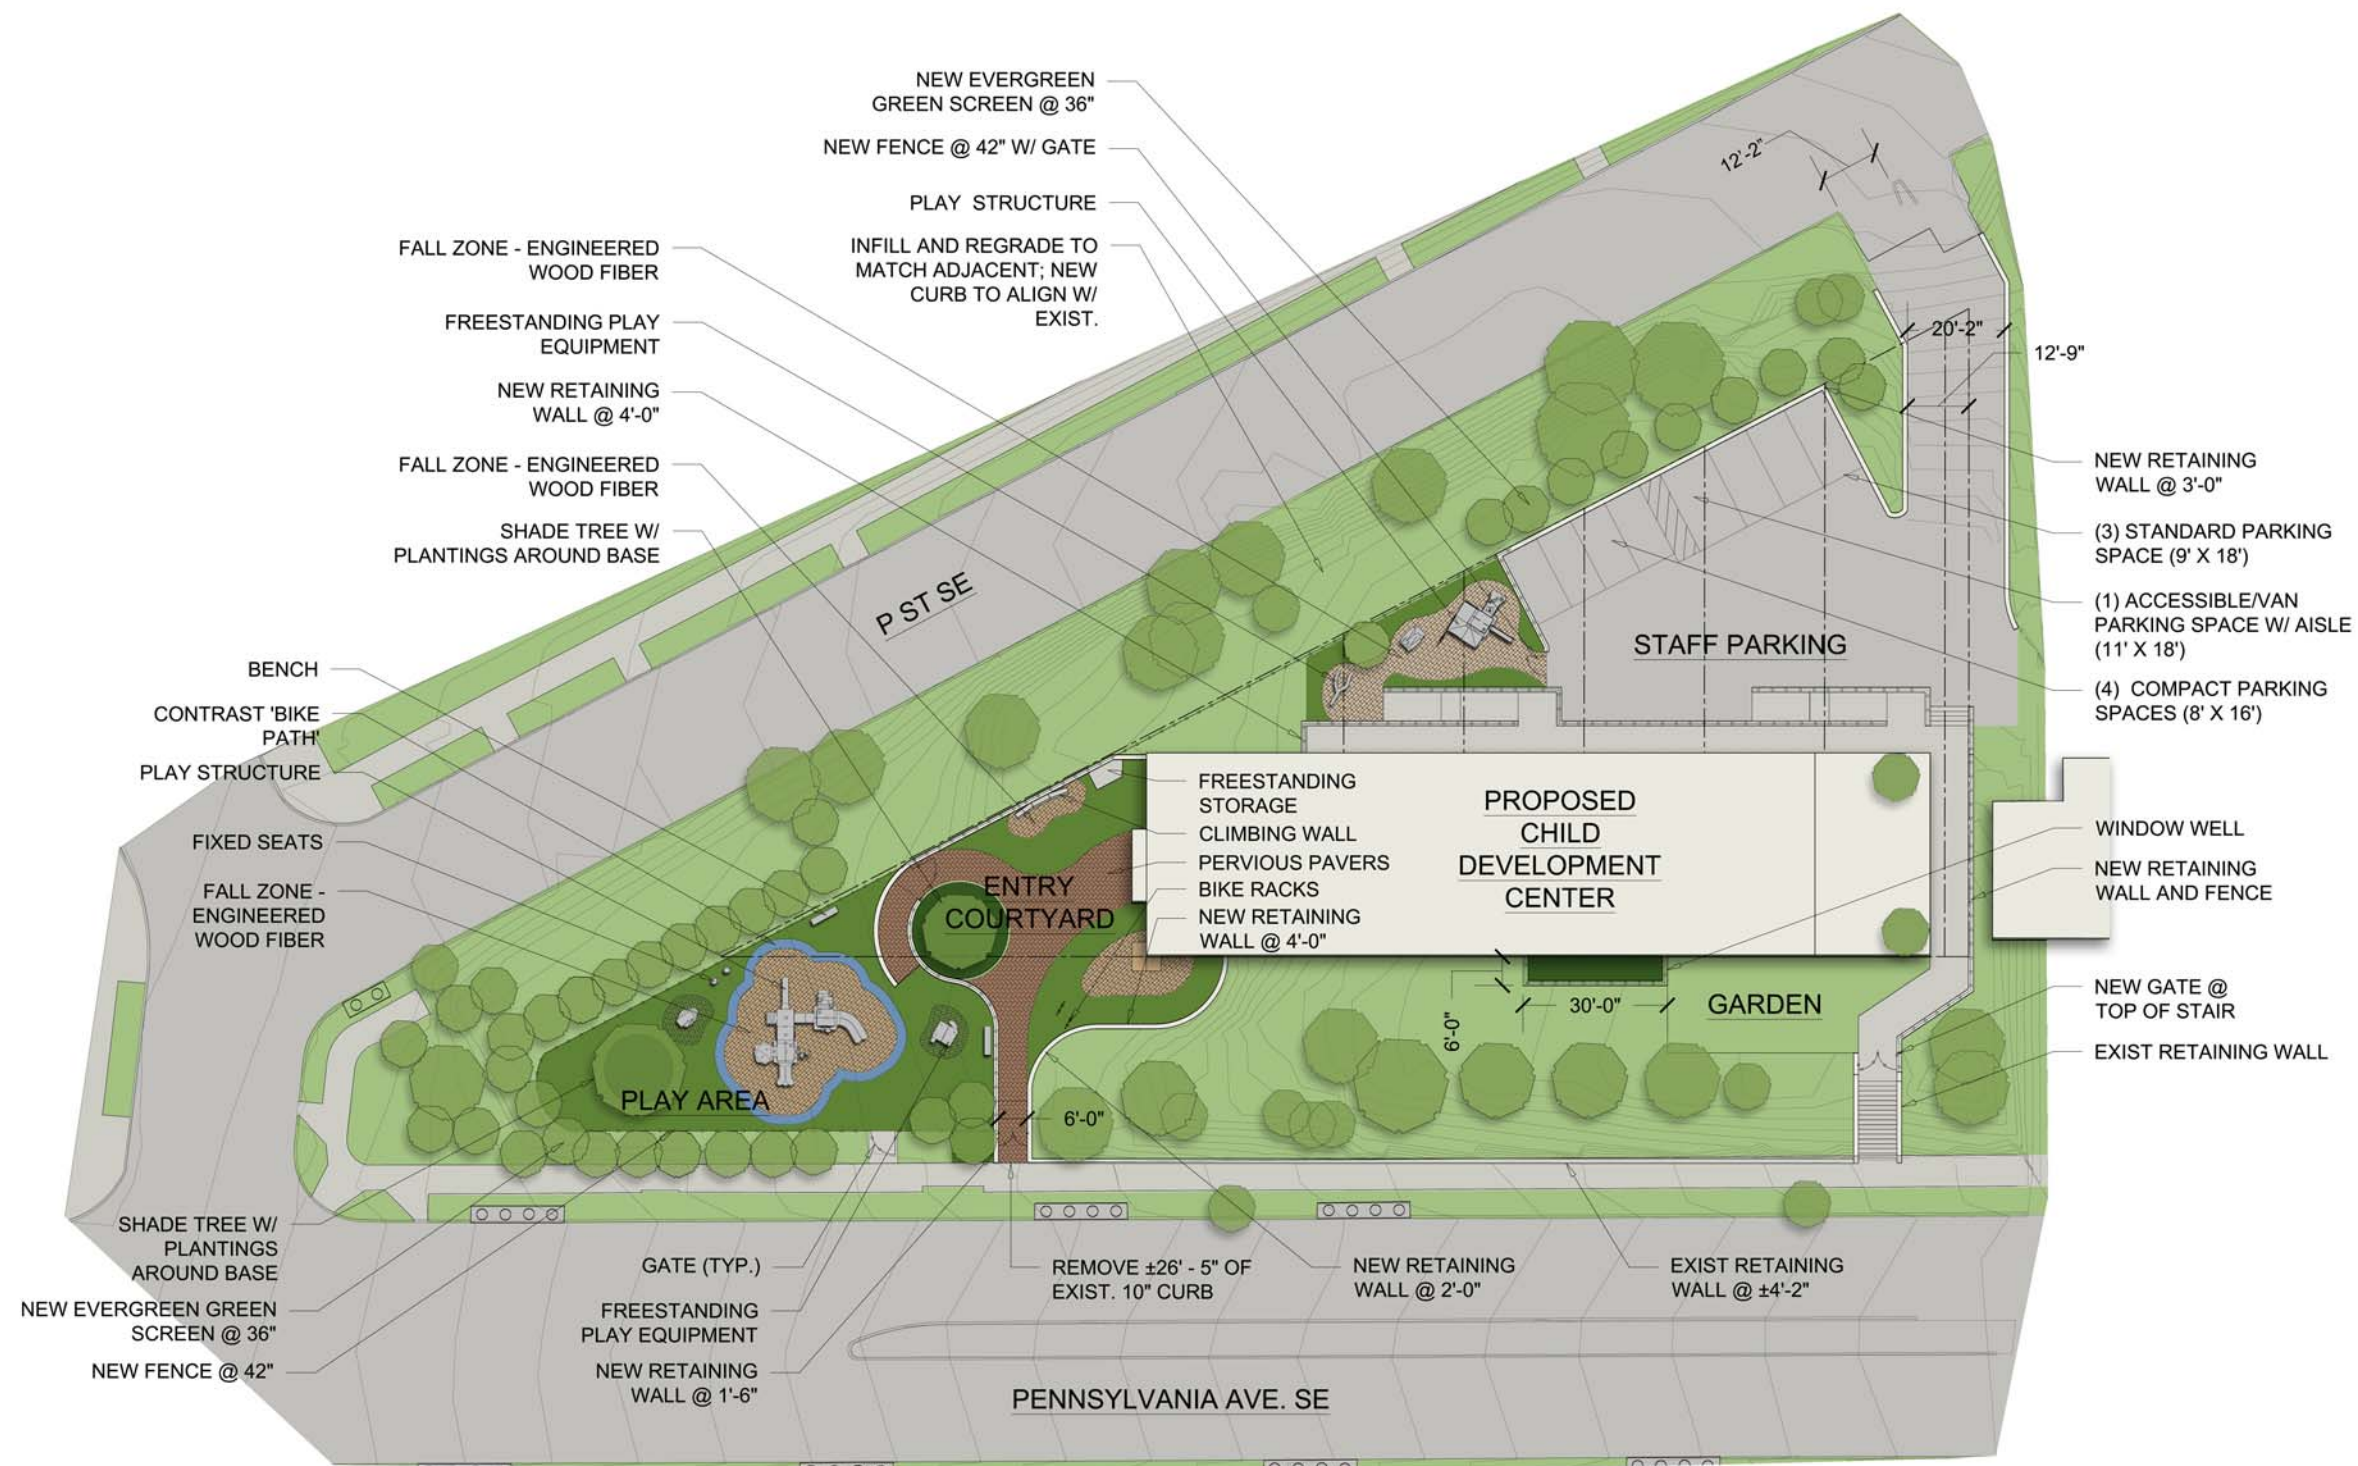 NEW EVERGREEN
GREEN SCREEN @ 36"
NEW FENCE @ 42" W/ GATE
PLAY STRUCTURE
INFILL AND REGRADE TO
MATCH ADJACENT; NEW
CURB TO ALIGN W/
EXIST.
FALL ZONE - ENGINEERED
WOOD FIBER
FREESTANDING PLAY
EQUIPMENT
NEW RETAINING
WALL @ 4'-0"
FALL ZONE - ENGINEERED
WOOD FIBER
SHADE TREE W/
PLANTINGS AROUND BASE
BENCH
CONTRAST 'BIKE
PATH'
PLAY STRUCTURE
FIXED SEATS
FALL ZONE -
ENGINEERED
WOOD FIBER
12'-2"
20'-2"
12'-9"
P ST SE
STAFF PARKING
NEW RETAINING
WALL @ 3'-0"
(3) STANDARD PARKING
SPACE (9' X 18')
(1) ACCESSIBLE/VAN
PARKING SPACE W/ AISLE
(11' X 18')
(4) COMPACT PARKING
SPACES (8' X 16')
FREESTANDING
STORAGE
CLIMBING WALL
PERVIOUS PAVERS
BIKE RACKS
NEW RETAINING
WALL @ 4'-0"
PROPOSED
CHILD
DEVELOPMENT
CENTER
ENTRY
COURTYARD
WINDOW WELL
NEW RETAINING
WALL AND FENCE
NEW GATE @
TOP OF STAIR
EXIST RETAINING WALL
30'-0"
6'-0"
GARDEN
PLAY AREA
6'-0"
SHADE TREE W/
PLANTINGS
AROUND BASE
NEW EVERGREEN GREEN
SCREEN @ 36"
NEW FENCE @ 42"
GATE (TYP.)
FREESTANDING
PLAY EQUIPMENT
NEW RETAINING
WALL @ 1'-6"
REMOVE ±26' - 5" OF
EXIST. 10" CURB
NEW RETAINING
WALL @ 2'-0"
EXIST RETAINING
WALL @ ±4'-2"
PENNSYLVANIA AVE. SE